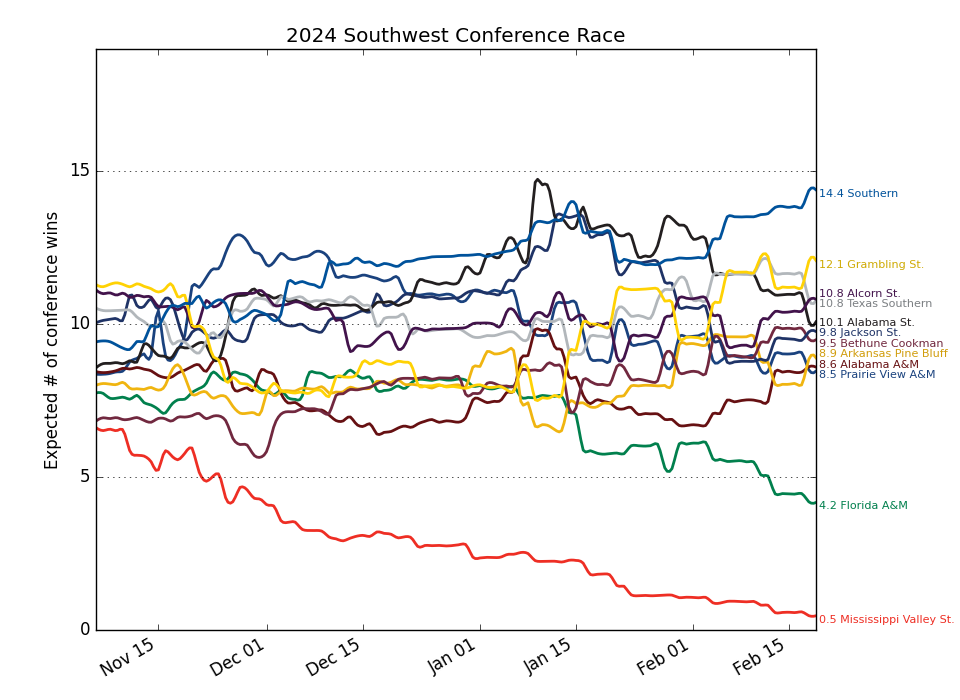 2024 Southwest Conference Race
Expected # of conference wins
15
10
5
0
14.4 Southern
12.1 Grambling St.
10.8 Alcorn St.
10.8 Texas Southern
10.1 Alabama St.
9.8 Jackson St.
9.5 Bethune Cookman
8.9 Arkansas Pine Bluff
8.6 Alabama A&M
8.5 Prairie View A&M
4.2 Florida A&M
0.5 Mississippi Valley St.
Nov 15
Dec 01
Dec 15
Jan 01
Jan 15
Feb 01
Feb 15